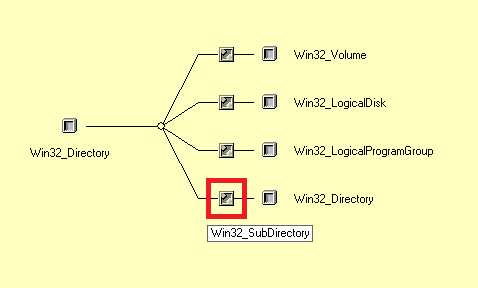 Win32_Volume
Win32_LogicalDisk
Win32_Directory
Win32_LogicalProgramGroup
Win32_Directory
Win32_SubDirectory